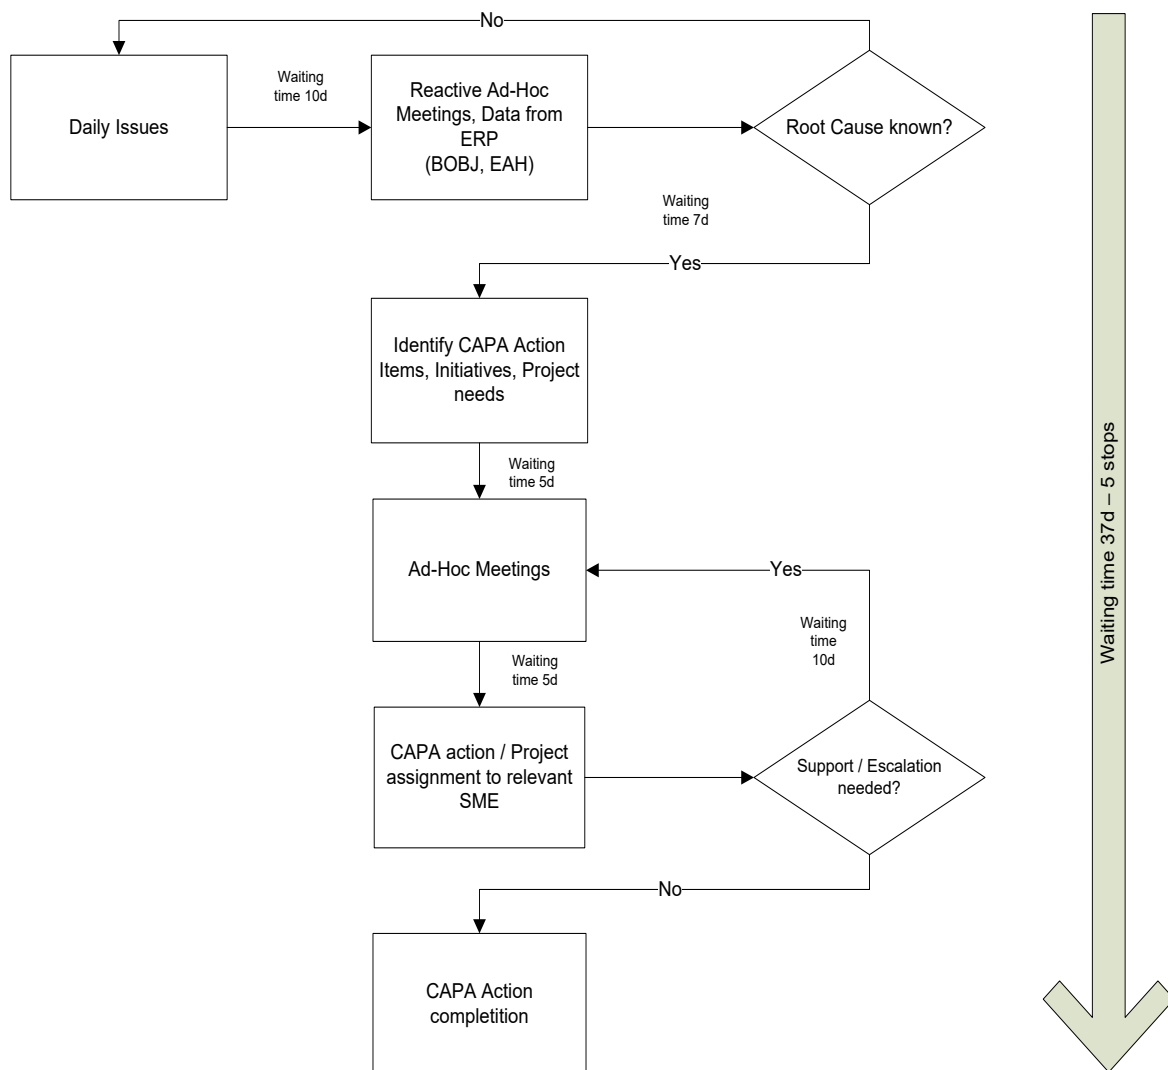 No
Daily Issues
Waiting
time 10d
Reactive Ad-Hoc
Meetings, Data from
ERP
(BOBJ, EAH)
Root Cause known?
Waiting
time 7d
Yes
Identify CAPA Action
Items, Initiatives, Project
needs
Waiting
time 5d
Ad-Hoc Meetings
Yes
Waiting
time
10d
Waiting
time 5d
CAPA action / Project
assignment to relevant
SME
Support / Escalation
needed?
No
CAPA Action
completition
Waiting time 37d – 5 stops